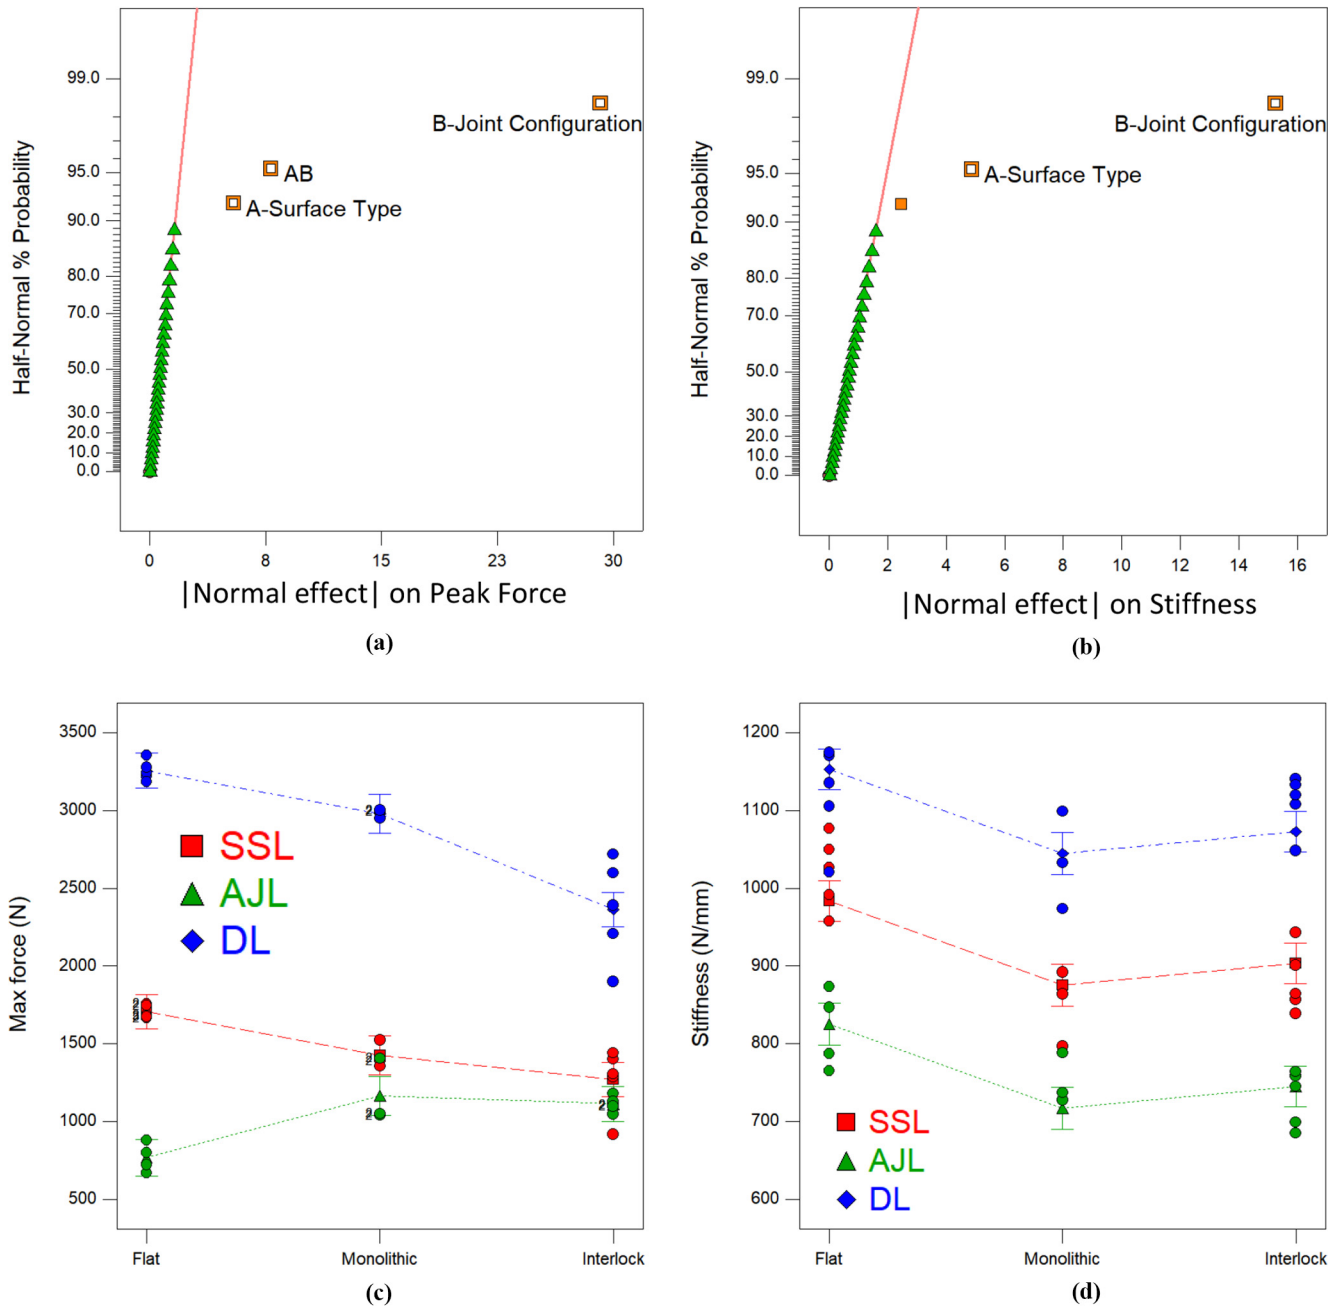 99.0
95.0
90.0
80.0
70.0
50.0
30.0
20.0
10.0
0.0
Half-Normal % Probability
B-Joint Configuration
AB
A-Surface Type
0 8 15 23 30
|Normal effect| on Peak Force
(a)
99.0
95.0
90.0
80.0
70.0
50.0
30.0
20.0
10.0
0.0
Half-Normal % Probability
B-Joint Configuration
A-Surface Type
0 2 4 6 8 10 12 14 16
|Normal effect| on Stiffness
(b)
3500
3000
2500
2000
1500
1000
500
Max force (N)
SSL
AJL
DL
Flat Monolithic Interlock
(c)
1200
1100
1000
900
800
700
600
Stiffness (N/mm)
SSL
AJL
DL
Flat Monolithic Interlock
(d)